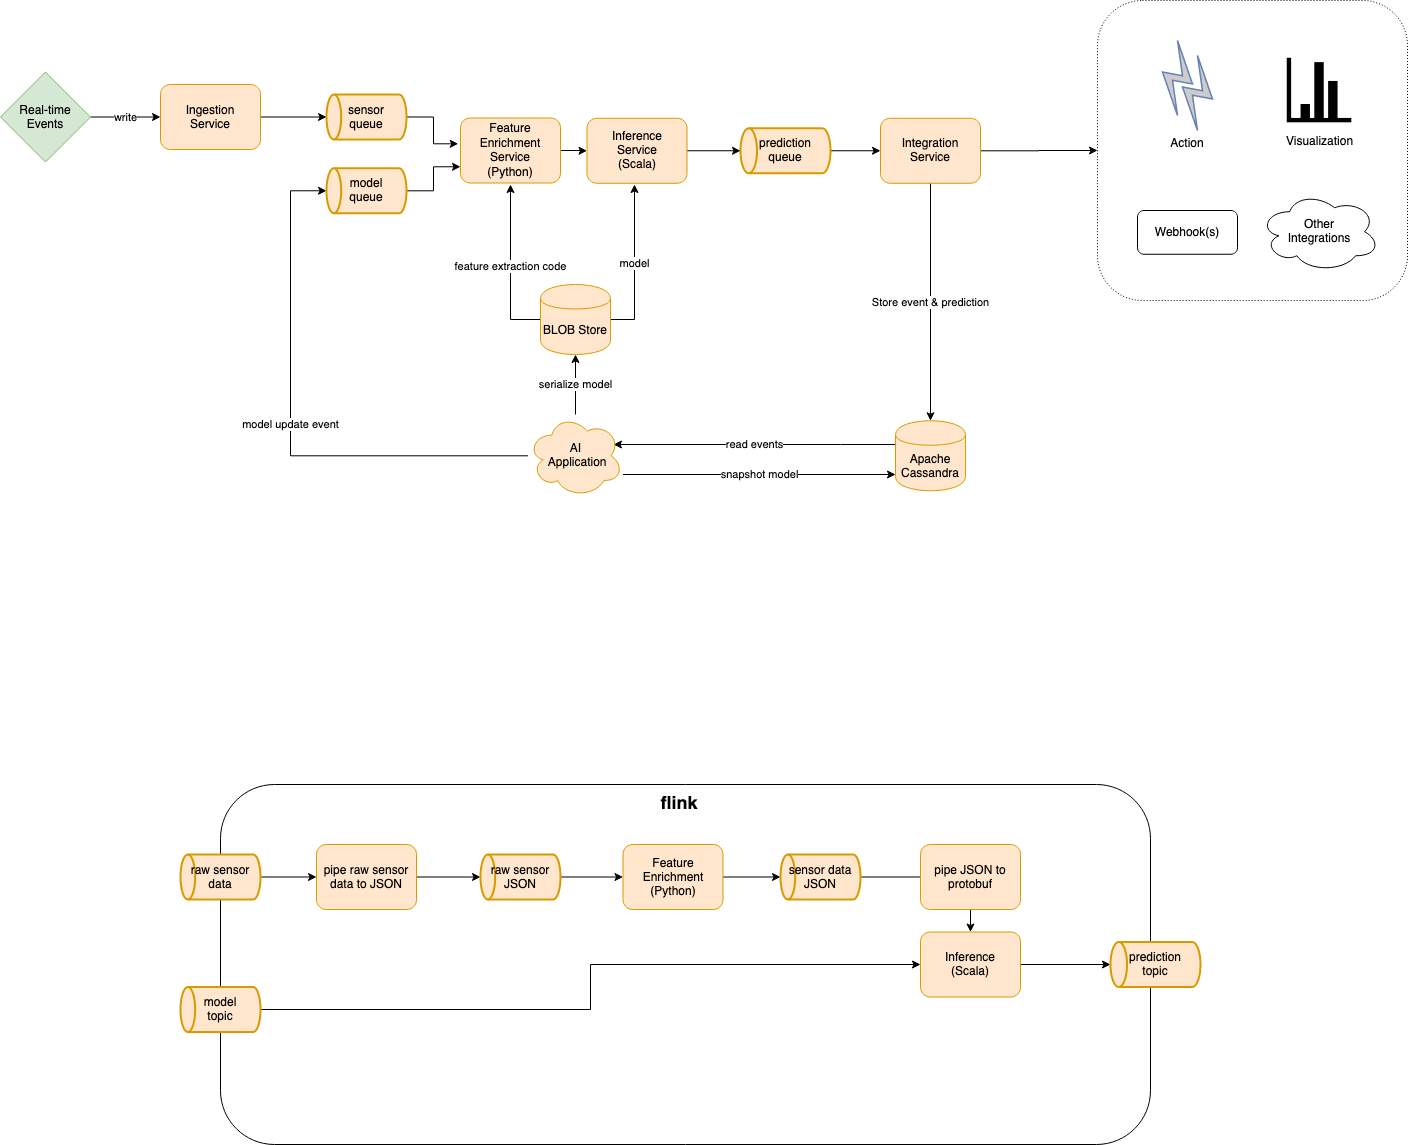 Real-time
Events
write
Ingestion
Service
sensor
queue
model
queue
Feature
Enrichment
Service
(Python)
Inference
Service
(Scala)
prediction
queue
Integration
Service
Action
Visualization
Webhook(s)
Other
Integrations
feature extraction code
model
BLOB Store
Store event & prediction
serialize model
model update event
AI
Application
read events
snapshot model
Apache
Cassandra
flink
raw sensor
data
pipe raw sensor
data to JSON
raw sensor
JSON
Feature
Enrichment
(Python)
sensor data
JSON
pipe JSON to
protobuf
Inference
(Scala)
prediction
topic
model
topic